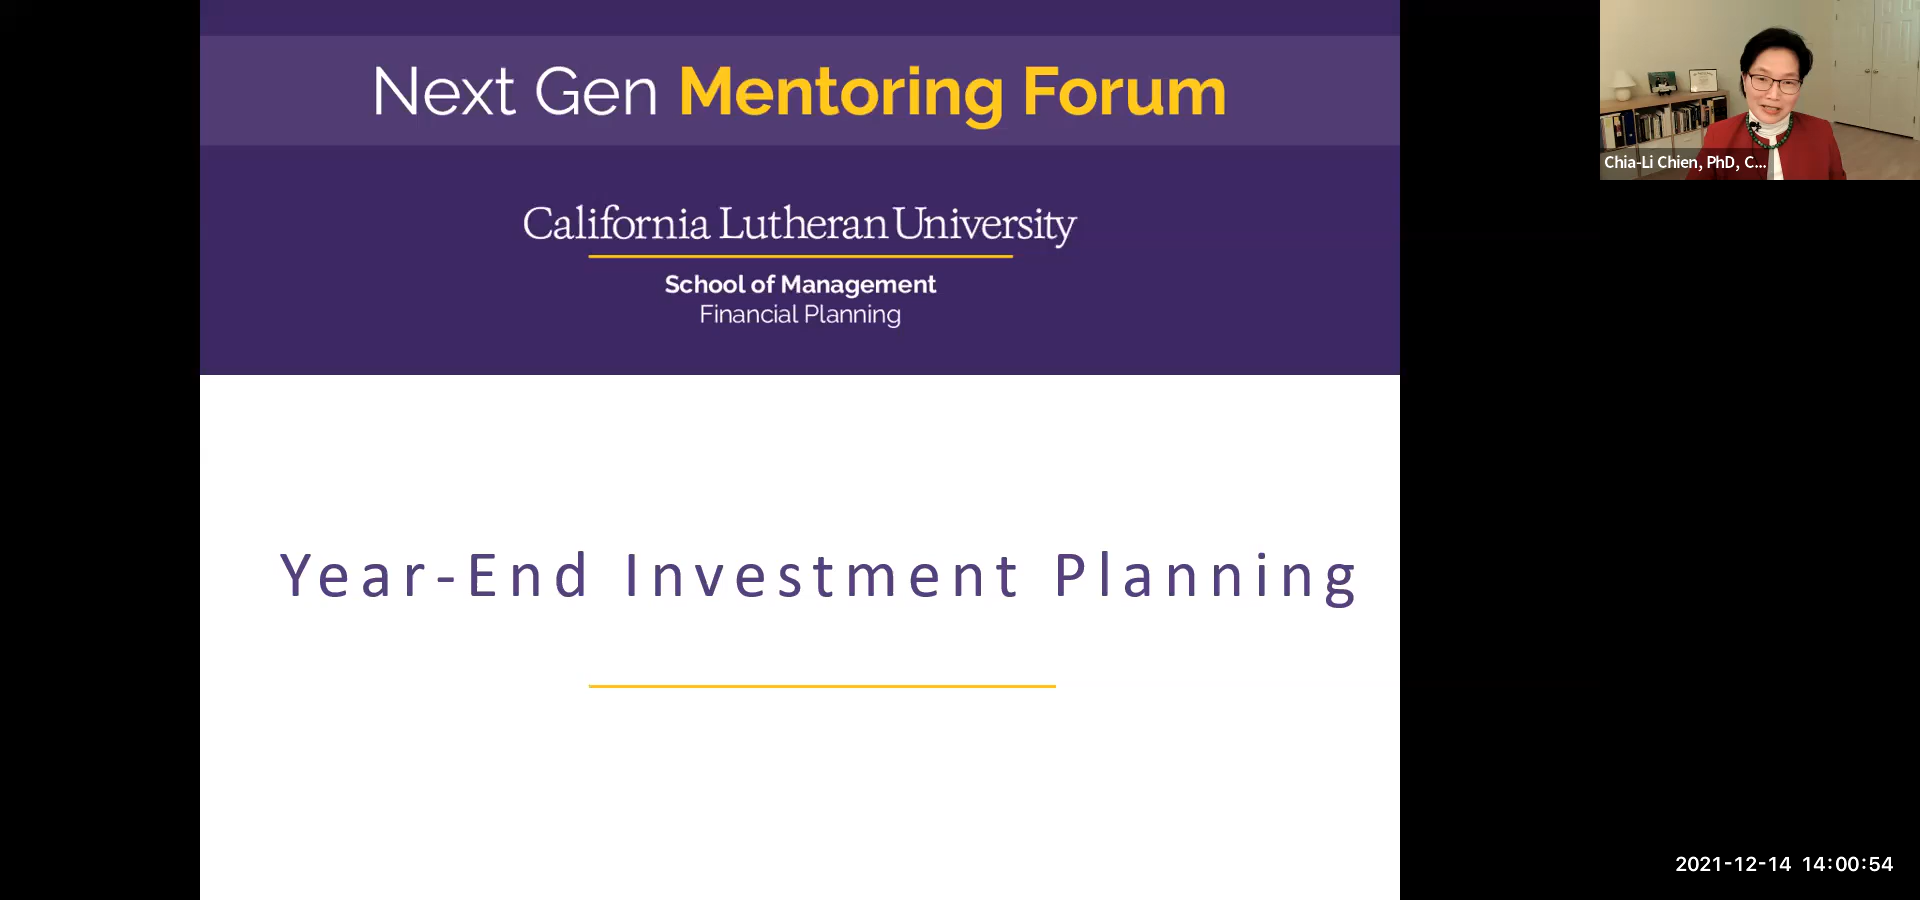 Next Gen Mentoring Forum
California Lutheran University
School of Management
Financial Planning
Year-End Investment Planning
Chia-Li Chien, PhD, C...
2021-12-14 14:00:54